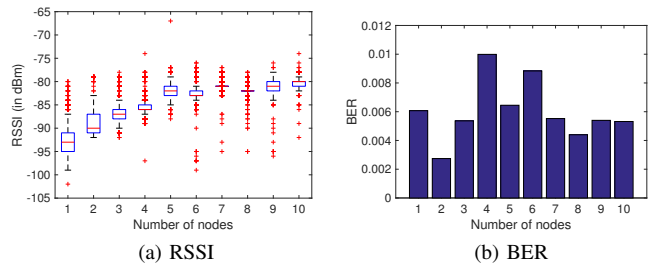 -65
-70
-75
-80
-85
-90
-95
-100
-105
RSSI (in dBm)
1 2 3 4 5 6 7 8 9 10
Number of nodes
(a) RSSI
0.012
0.01
0.008
0.006
0.004
0.002
0
BER
1 2 3 4 5 6 7 8 9 10
Number of nodes
(b) BER